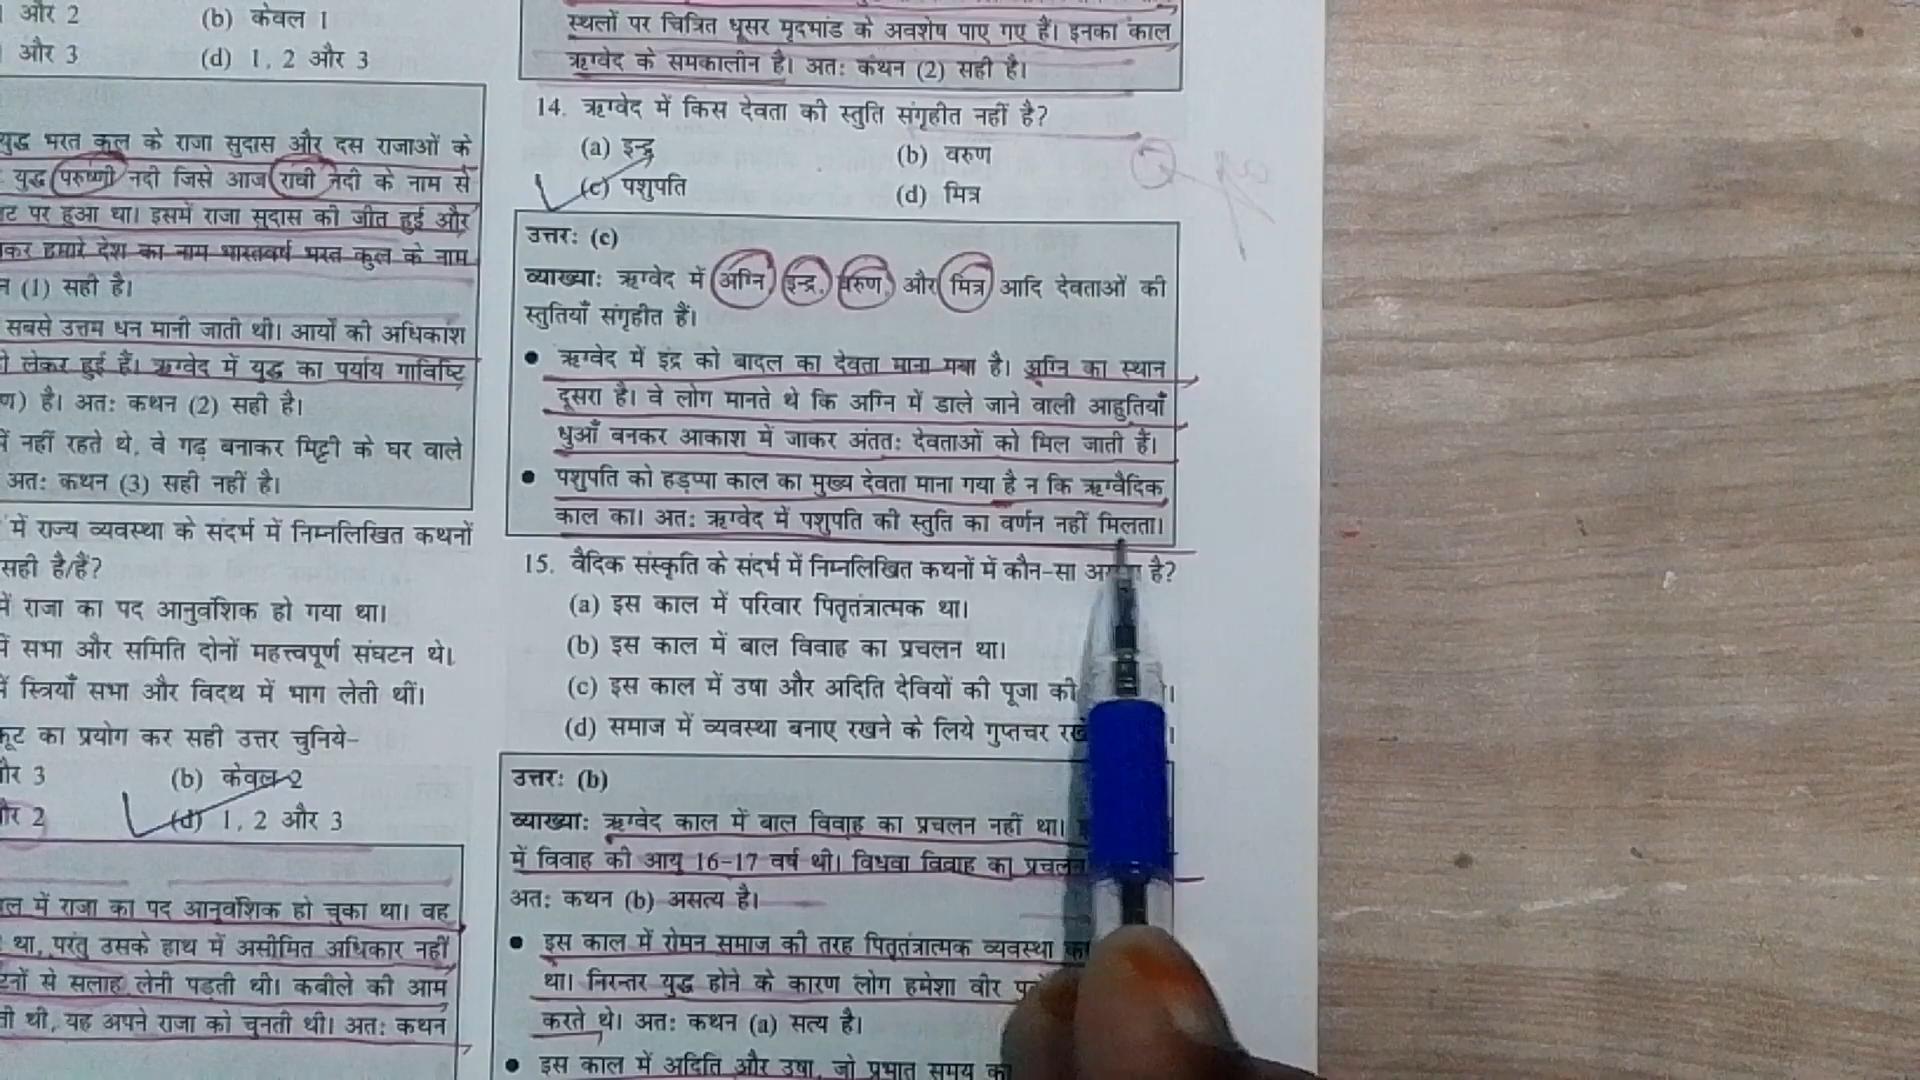 और 2 (b) केवल 1
और 3 (d) 1, 2 और 3
युद्ध भरत कुल के राजा सुदास और दस राजाओं के
युद्ध परुष्णी नदी जिसे आज रावी नदी के नाम से
पर हुआ था। इसमें राजा सुदास की जीत हुई और
हमारे देश का नाम भारतवर्ष भरत कुल के नाम
(1) सही है।
सबसे उत्तम धन मानी जाती थी। आर्यों की अधिकांश
लेकर हुई हैं। ऋग्वेद में युद्ध का पर्याय गाविष्टि
है। अतः कथन (2) सही है।
नहीं रहते थे, वे गढ़ बनाकर मिट्टी के घर वाले
अतः कथन (3) सही नहीं है।
में राज्य व्यवस्था के संदर्भ में निम्नलिखित कथनों
सही है/हैं?
में राजा का पद आनुवंशिक हो गया था।
में सभा और समिति दोनों महत्त्वपूर्ण संघटन थे।
में स्त्रियाँ सभा और विदथ में भाग लेती थीं।
कूट का प्रयोग कर सही उत्तर चुनिये-
और 3 (b) केवल 2
और 2 (d) 1, 2 और 3
में राजा का पद आनुवंशिक हो चुका था। वह
था, परंतु उसके हाथ में असीमित अधिकार नहीं
से सलाह लेनी पड़ती थी। कबीले की आम
थी, यह अपने राजा को चुनती थी। अतः कथन
स्थलों पर चित्रित धूसर मृदभांड के अवशेष पाए गए हैं। इनका काल
ऋग्वेद के समकालीन है। अतः कथन (2) सही है।
14. ऋग्वेद में किस देवता की स्तुति संगृहीत नहीं है?
(a) इन्द्र (b) वरुण
(c) पशुपति (d) मित्र
उत्तरः (c)
व्याख्याः ऋग्वेद में अग्नि, इन्द्र, वरुण, और मित्र आदि देवताओं की
स्तुतियाँ संगृहीत हैं।
● ऋग्वेद में इंद्र को बादल का देवता माना गया है। अग्नि का स्थान
दूसरा है। वे लोग मानते थे कि अग्नि में डाले जाने वाली आहुतियाँ
धुआँ बनकर आकाश में जाकर अंततः देवताओं को मिल जाती हैं।
● पशुपति को हड़प्पा काल का मुख्य देवता माना गया है न कि ऋग्वैदिक
काल का। अतः ऋग्वेद में पशुपति की स्तुति का वर्णन नहीं मिलता।
15. वैदिक संस्कृति के संदर्भ में निम्नलिखित कथनों में कौन-सा है?
(a) इस काल में परिवार पितृतंत्रात्मक था।
(b) इस काल में बाल विवाह का प्रचलन था।
(c) इस काल में उषा और अदिति देवियों की पूजा की
(d) समाज में व्यवस्था बनाए रखने के लिये गुप्तचर
उत्तरः (b)
व्याख्याः ऋग्वेद काल में बाल विवाह का प्रचलन नहीं था।
में विवाह की आयु 16-17 वर्ष थी। विधवा विवाह का प्रचलन
अतः कथन (b) असत्य है।
● इस काल में रोमन समाज की तरह पितृतंत्रात्मक व्यवस्था
था। निरन्तर युद्ध होने के कारण लोग हमेशा वीर
करते थे। अतः कथन (a) सत्य है।
● इस काल में अदिति और उषा, जो प्रभात समय